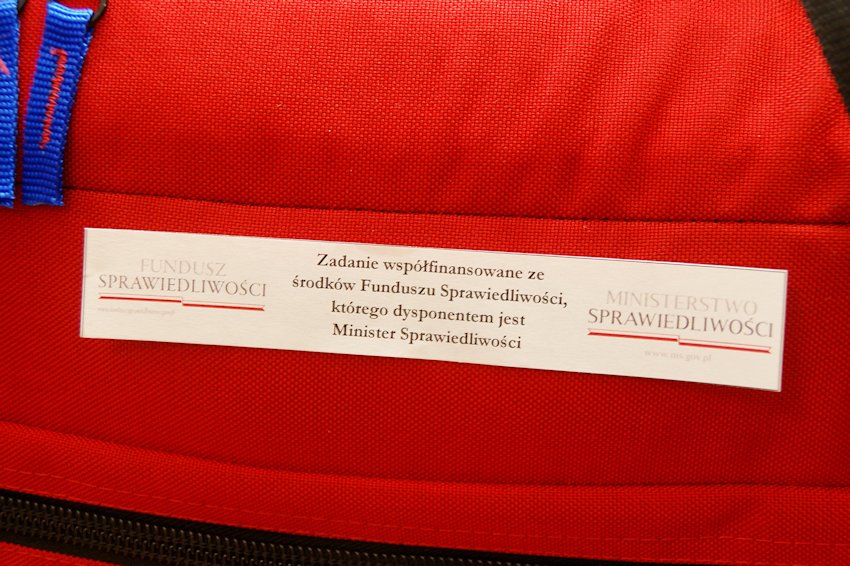 FUNDUSZ
SPRAWIEDLIWOŚCI
Zadanie współfinansowane ze
środków Funduszu Sprawiedliwości,
którego dysponentem jest
Minister Sprawiedliwości
MINISTERSTWO
SPRAWIEDLIWOŚCI
www.ms.gov.pl